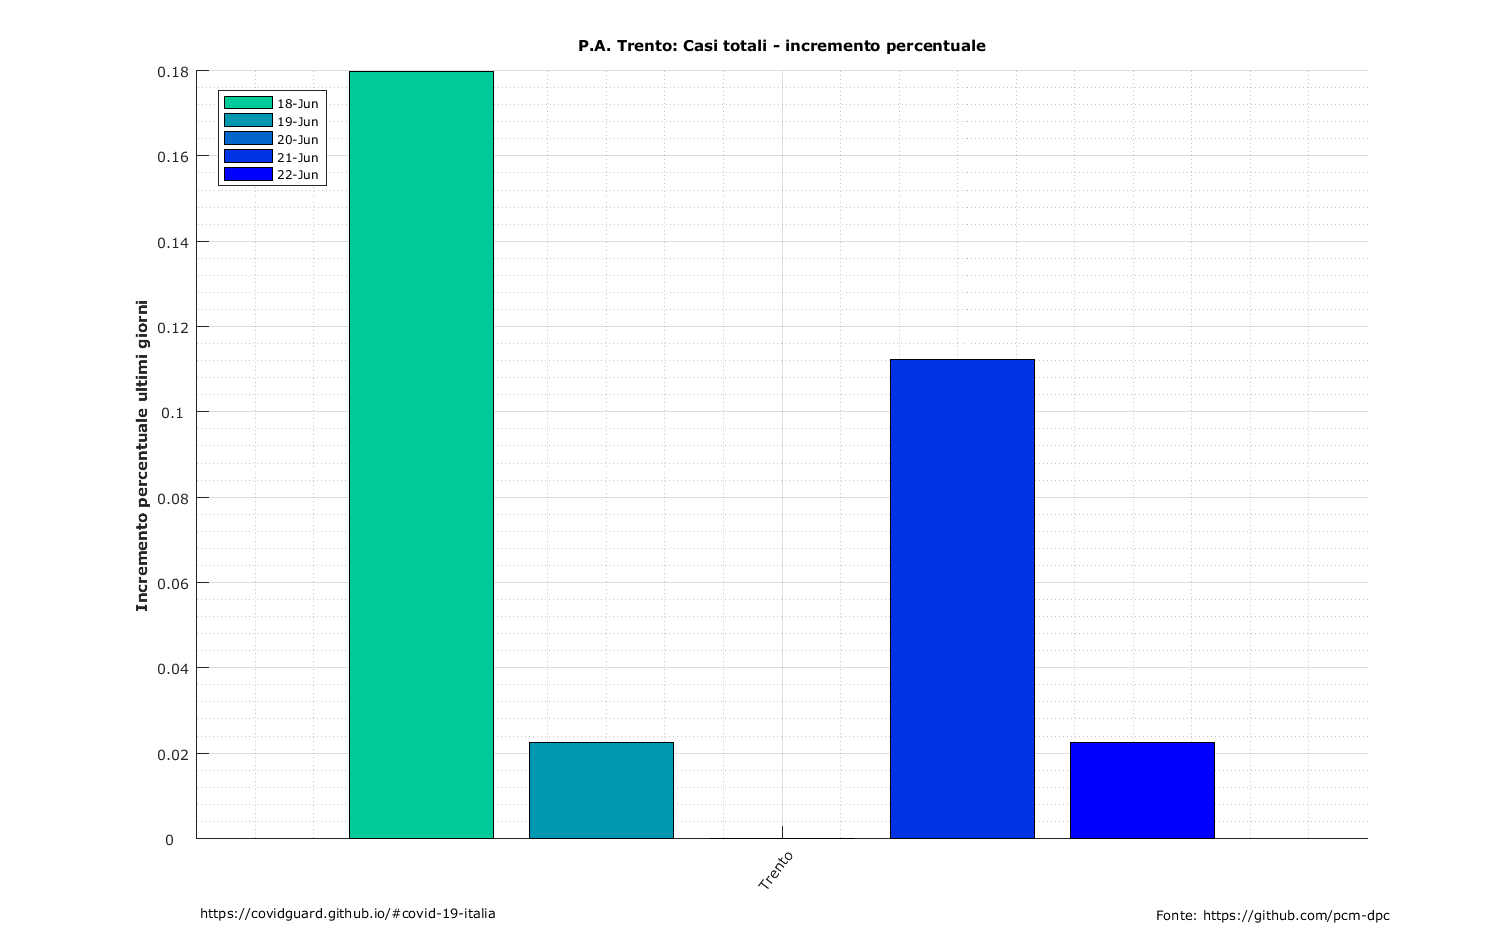 P.A. Trento: Casi totali - incremento percentuale
0.18
0.16
0.14
0.12
0.1
0.08
0.06
0.04
0.02
0
Incremento percentuale ultimi giorni
18-Jun
19-Jun
20-Jun
21-Jun
22-Jun
Trento
https://covidguard.github.io/#covid-19-italia
Fonte: https://github.com/pcm-dpc